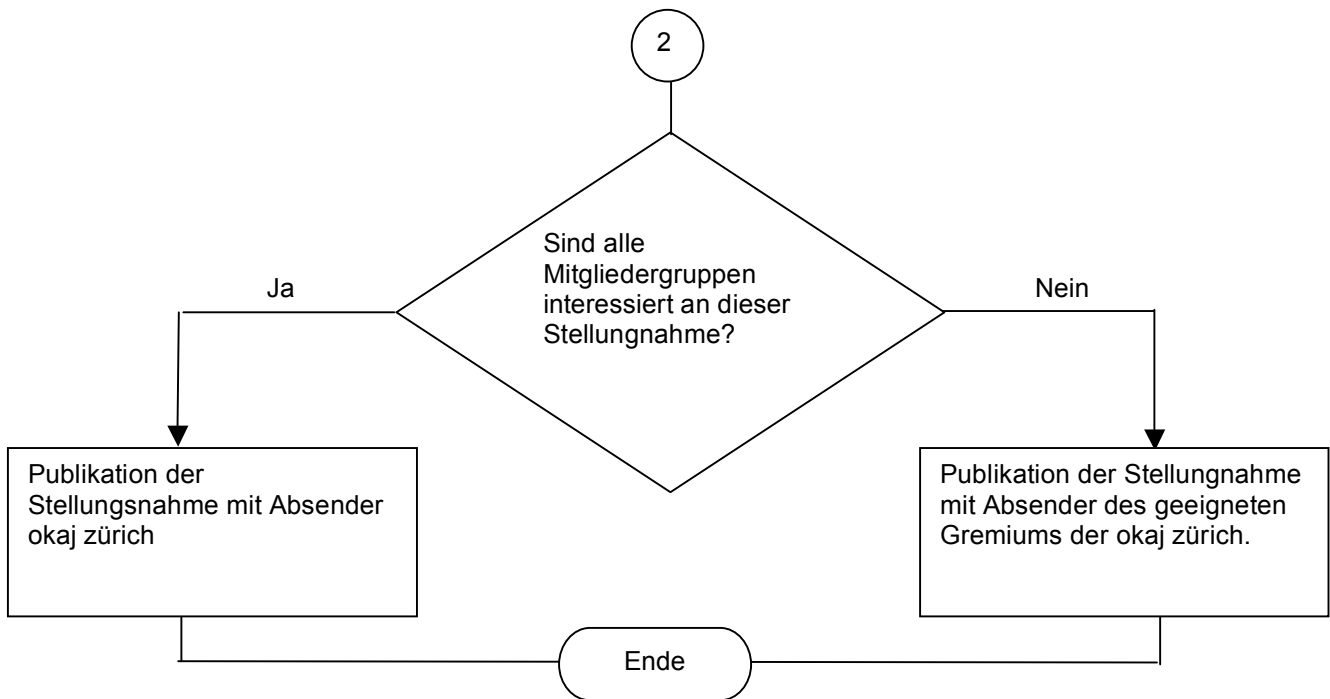 2
Sind alle
Mitgliedergruppen
interessiert an dieser
Stellungnahme?
Ja
Nein
Publikation der
Stellungsnahme mit Absender
okaj zürich
Publikation der Stellungnahme
mit Absender des geeigneten
Gremiums der okaj zürich.
Ende